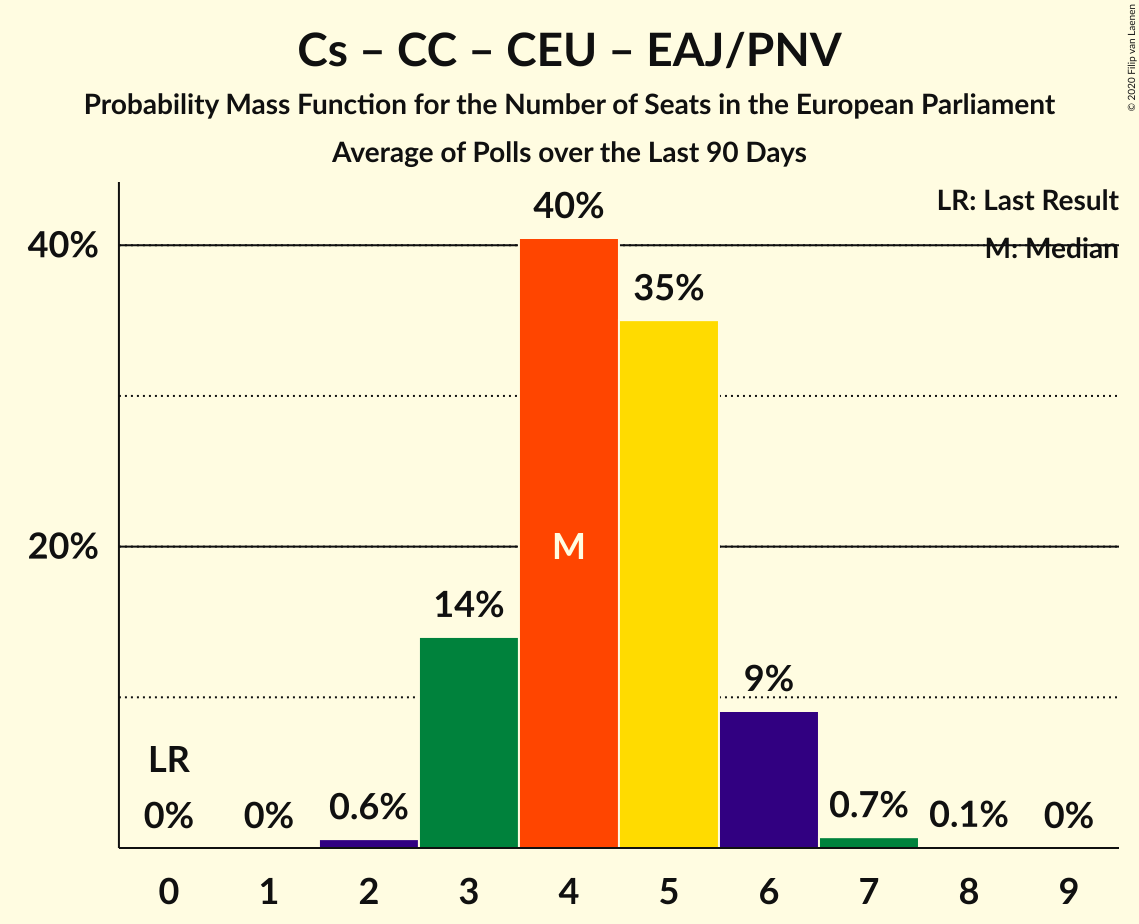 Cs – CC – CEU – EAJ/PNV
Probability Mass Function for the Number of Seats in the European Parliament
Average of Polls over the Last 90 Days
© 2020 Filip van Laenen
LR: Last Result
M: Median
40%
20%
LR
0%
0%
0.6%
14%
40%
M
35%
9%
0.7%
0.1%
0%
0 1 2 3 4 5 6 7 8 9